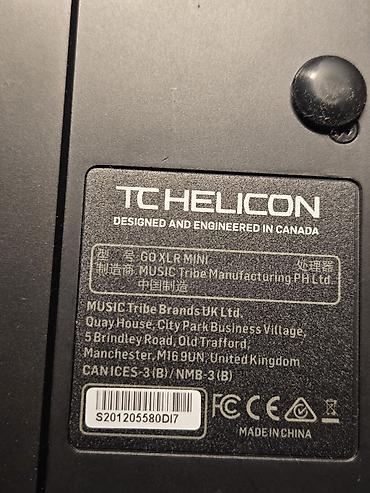 TC HELICON
DESIGNED AND ENGINEERED IN CANADA
型 号 GO XLR MINI 处理器
制造商 MUSIC Tribe Manufacturing PH Ltd
中国制造
MUSIC Tribe Brands UK Ltd.
Quay House, City Park Business Village,
5 Brindley Road, Old Trafford,
Manchester, M16 9UN, United Kingdom
CAN ICES-3 (B) / NMB-3 (B)
S201205580DI7
FC CE
MADE IN CHINA